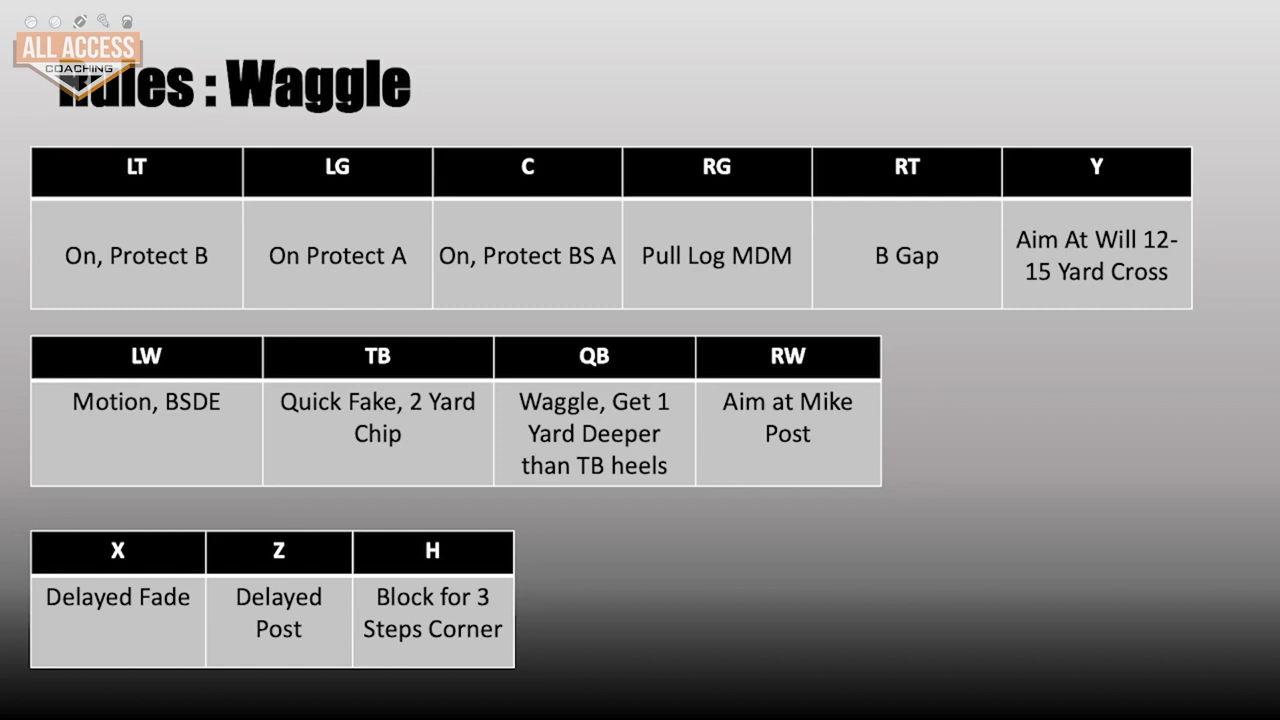 ALL ACCESS
COACHING
Rules : Waggle
LT LG C RG RT Y
On, Protect B On Protect A On, Protect BS A Pull Log MDM B Gap Aim At Will 12-
15 Yard Cross
LW TB QB RW
Motion, BSDE Quick Fake, 2 Yard Waggle, Get 1 Aim at Mike
Chip Yard Deeper Post
than TB heels
X Z H
Delayed Fade Delayed Block for 3
Post Steps Corner